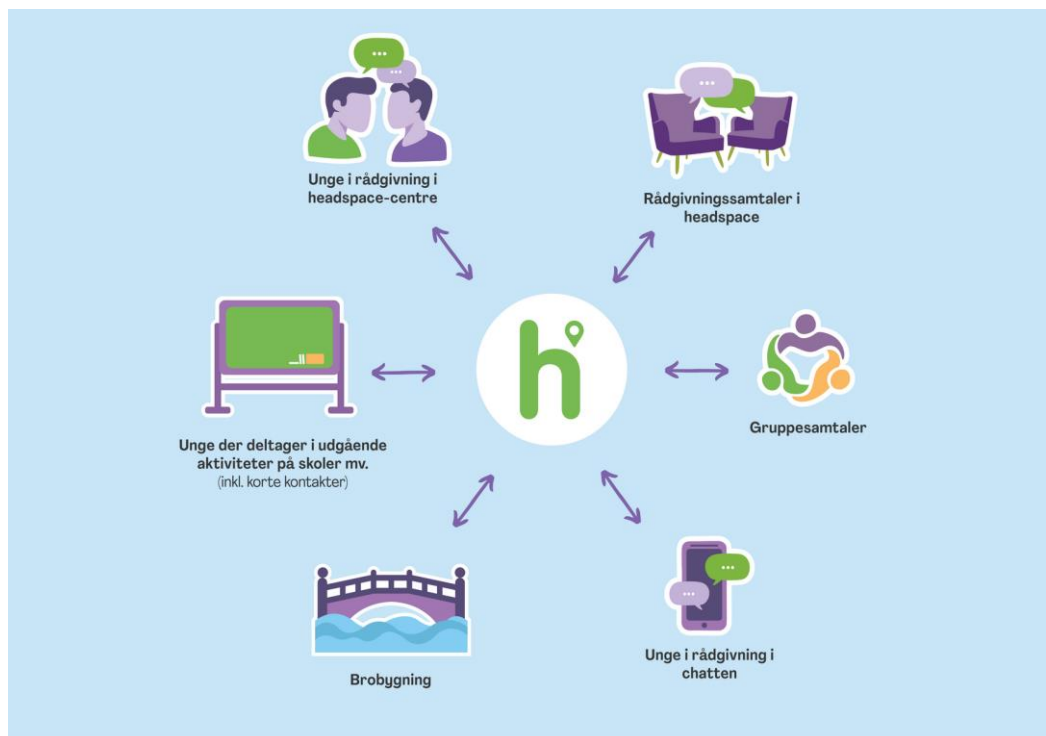 Unge i rådgivning i
headspace-centre
Rådgivningssamtaler i
headspace
h
Unge der deltager i udgående
aktiviteter på skoler mv.
(inkl. korte kontakter)
Gruppesamtaler
Brobygning
Unge i rådgivning i
chatten